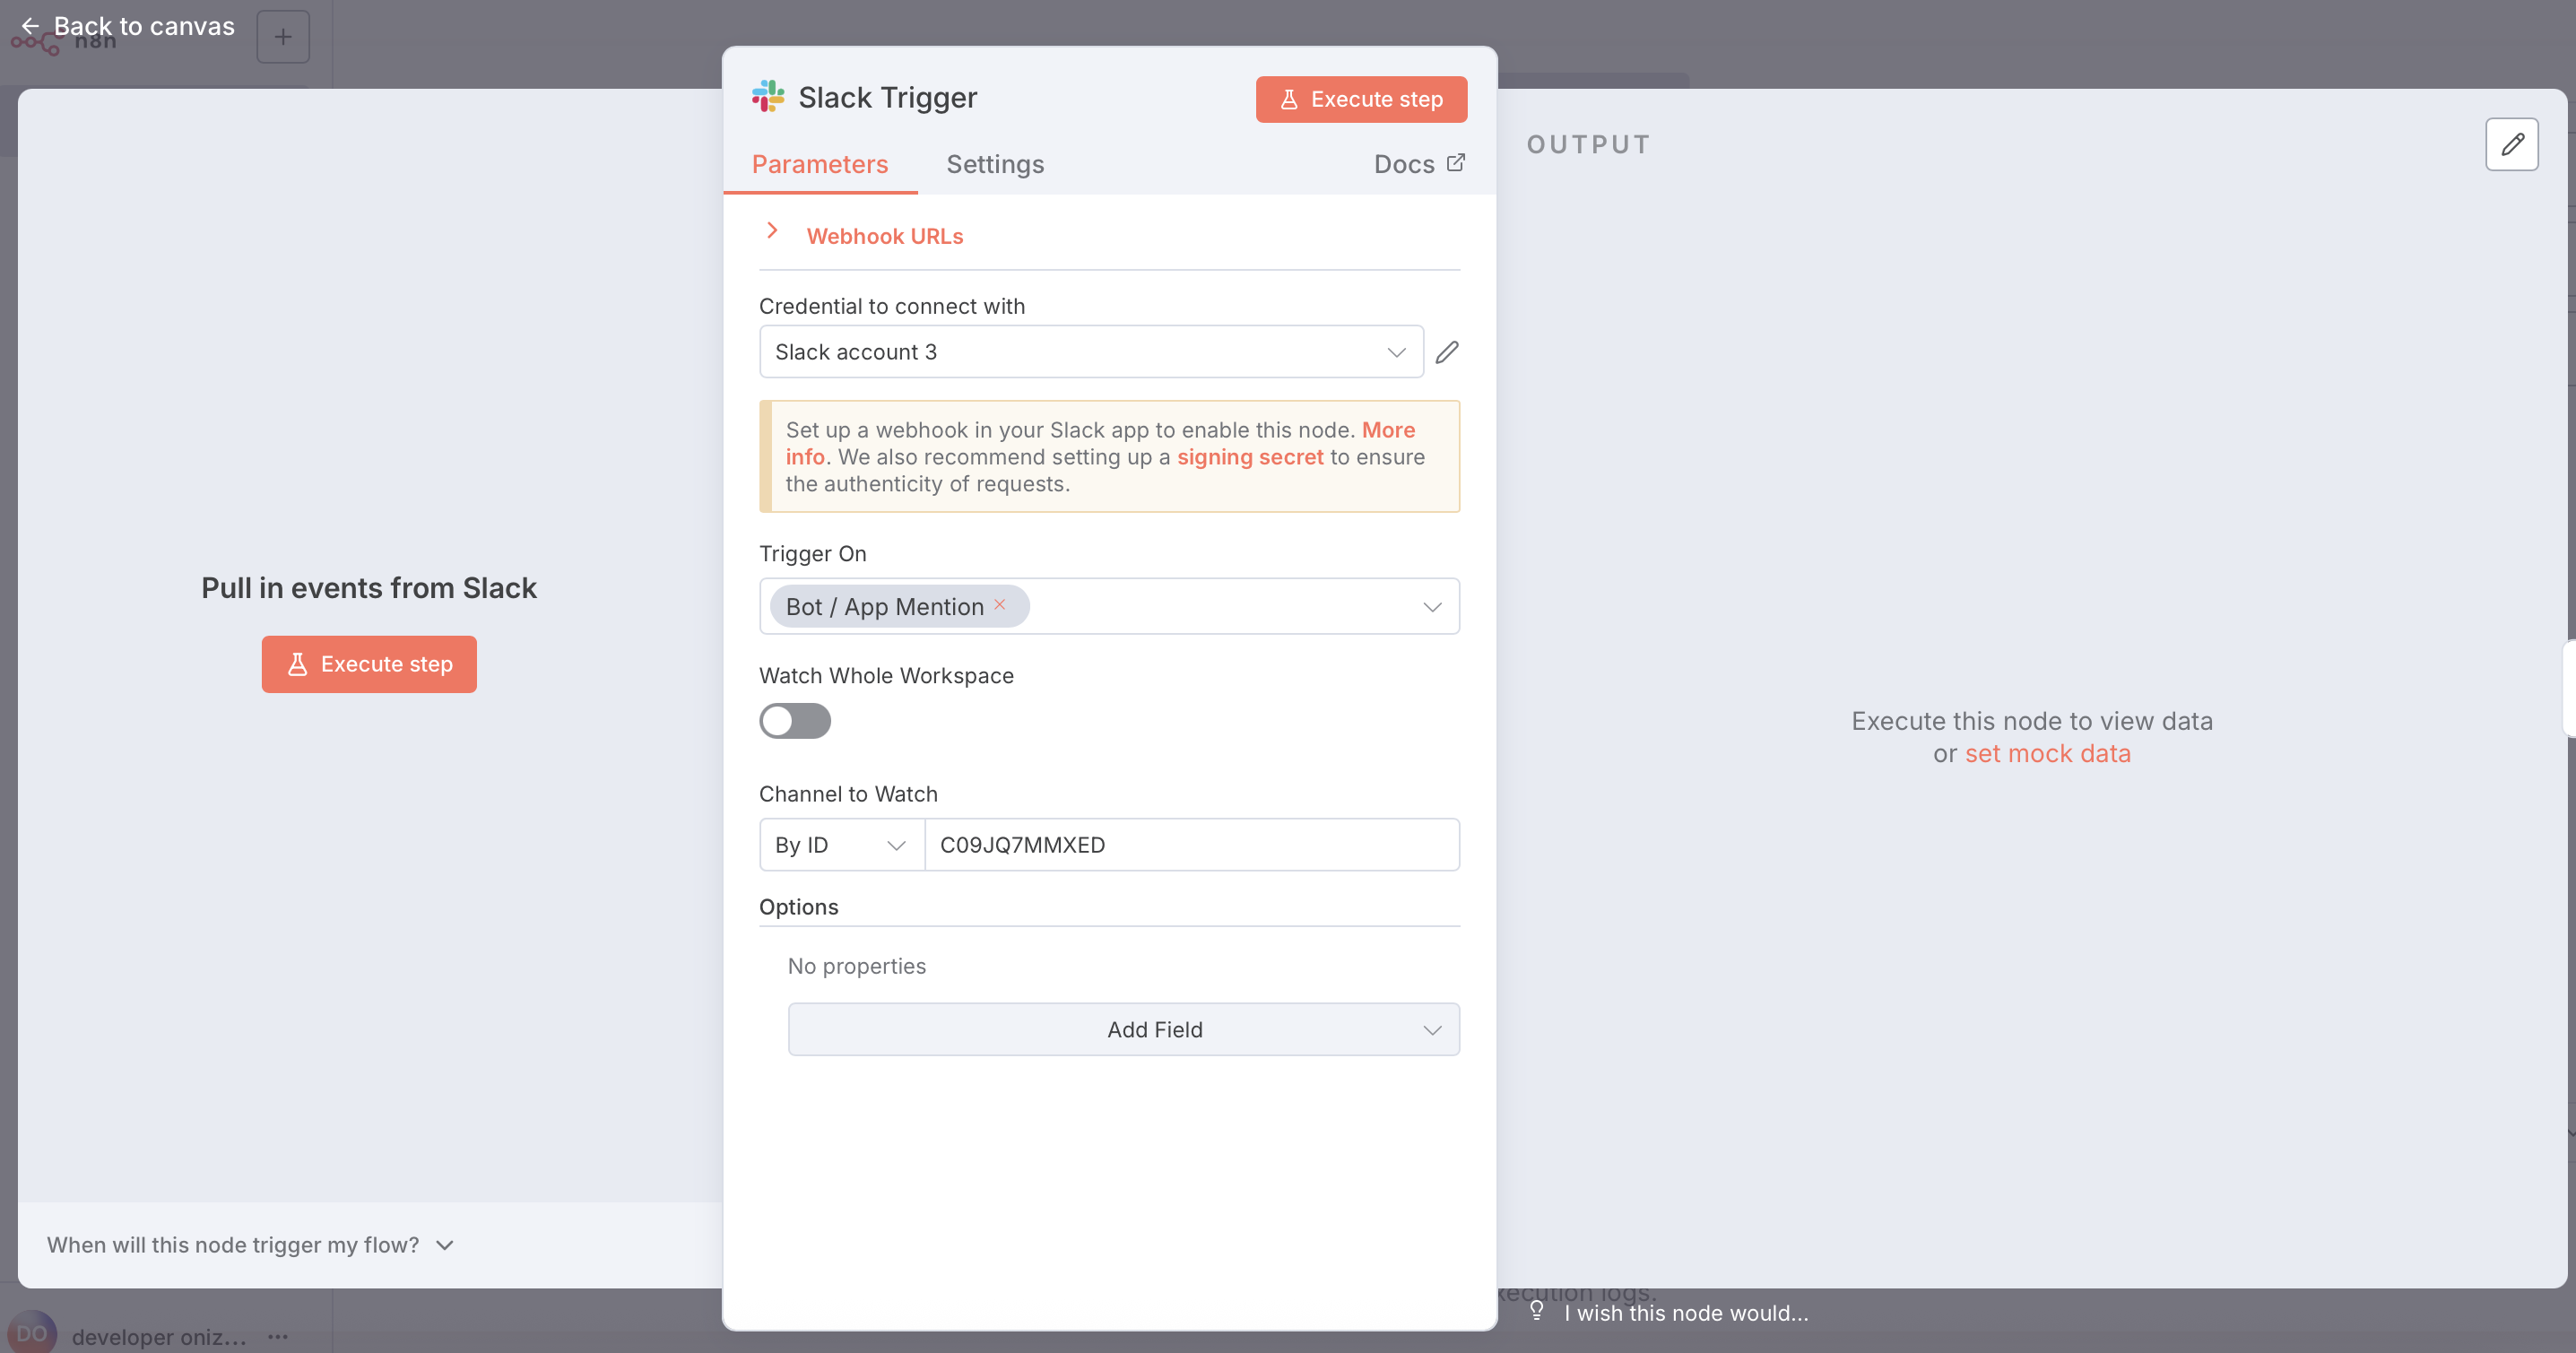 Back to canvas
n8n
Slack Trigger
Execute step
Parameters
Settings
Docs
OUTPUT
Webhook URLs
Credential to connect with
Slack account 3
Set up a webhook in your Slack app to enable this node. More
info. We also recommend setting up a signing secret to ensure
the authenticity of requests.
Pull in events from Slack
Execute step
Trigger On
Bot / App Mention
Watch Whole Workspace
Execute this node to view data
or set mock data
Channel to Watch
By ID
C09JQ7MMXED
Options
No properties
Add Field
When will this node trigger my flow?
logs.
I wish this node would...
DO
developer oniz...